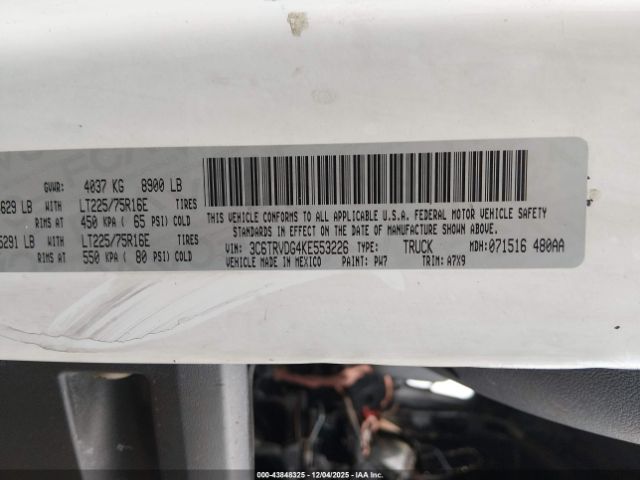 GVWR: 4037 KG 8900 LB
629 LB WITH LT225/75R16E TIRES
RIMS AT 450 KPA ( 65 PSI) COLD
291 LB WITH LT225/75R16E TIRES
RIMS AT 550 KPA ( 80 PSI) COLD
THIS VEHICLE CONFORMS TO ALL APPLICABLE U.S.A. FEDERAL MOTOR VEHICLE SAFETY
STANDARDS IN EFFECT ON THE DATE OF MANUFACTURE SHOWN ABOVE.
VIN: 3C6TRVDG4KE553226 TYPE: TRUCK MDH: 071516 480AA
VEHICLE MADE IN MEXICO PAINT: PW7 TRIM: A7X9
© 43848325 - 12/04/2025 - IAA Inc.